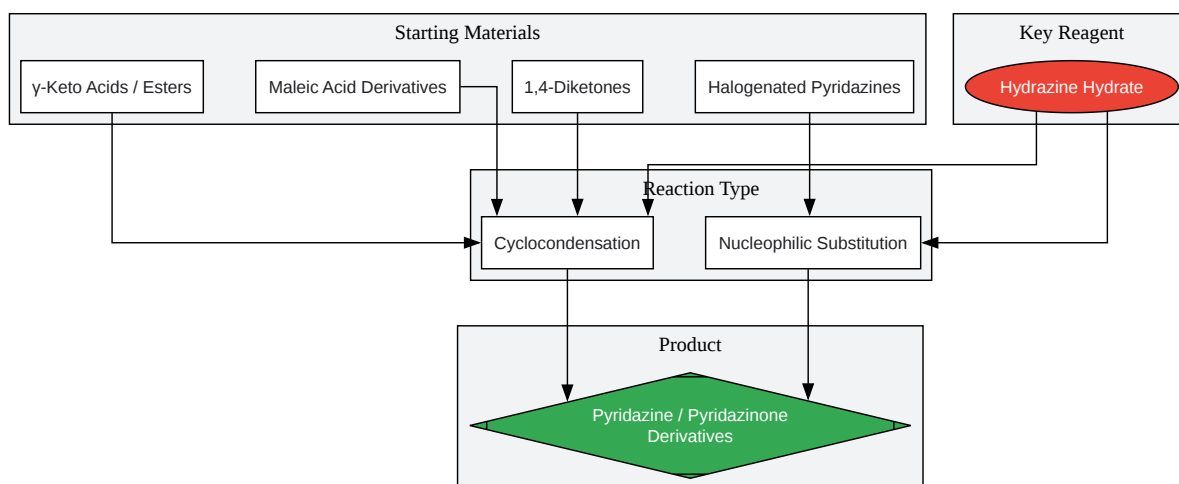 Starting Materials
Key Reagent
γ-Keto Acids / Esters
Maleic Acid Derivatives
1,4-Diketones
Halogenated Pyridazines
Hydrazine Hydrate
Reaction Type
Cyclocondensation
Nucleophilic Substitution
Product
Pyridazine / Pyridazinone
Derivatives